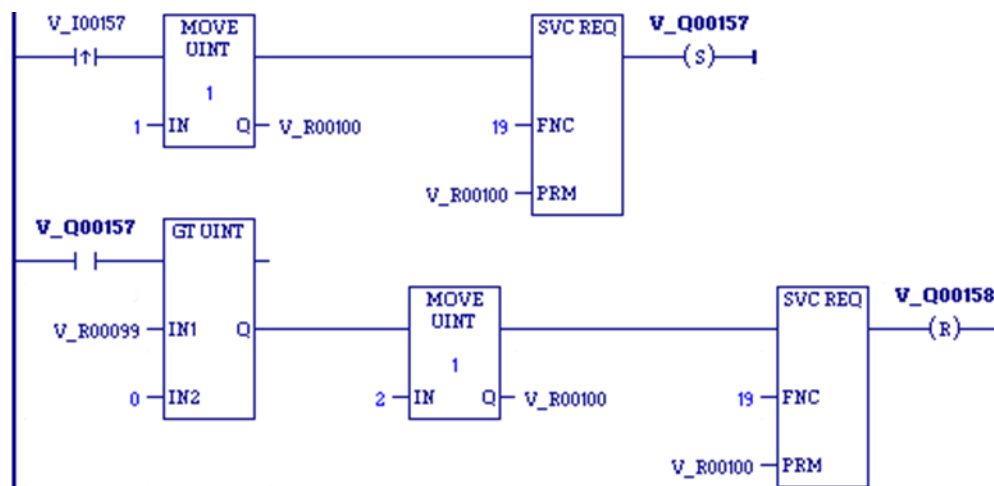 V_I00157
MOVE
UINT
1
1 IN Q V_R00100
SVC REQ
19 FNC
V_R00100 PRM
V_Q00157
S
V_Q00157
GT UINT
V_R00099 IN1 Q
0 IN2
MOVE
UINT
1
2 IN Q V_R00100
SVC REQ
19 FNC
V_R00100 PRM
V_Q00158
R